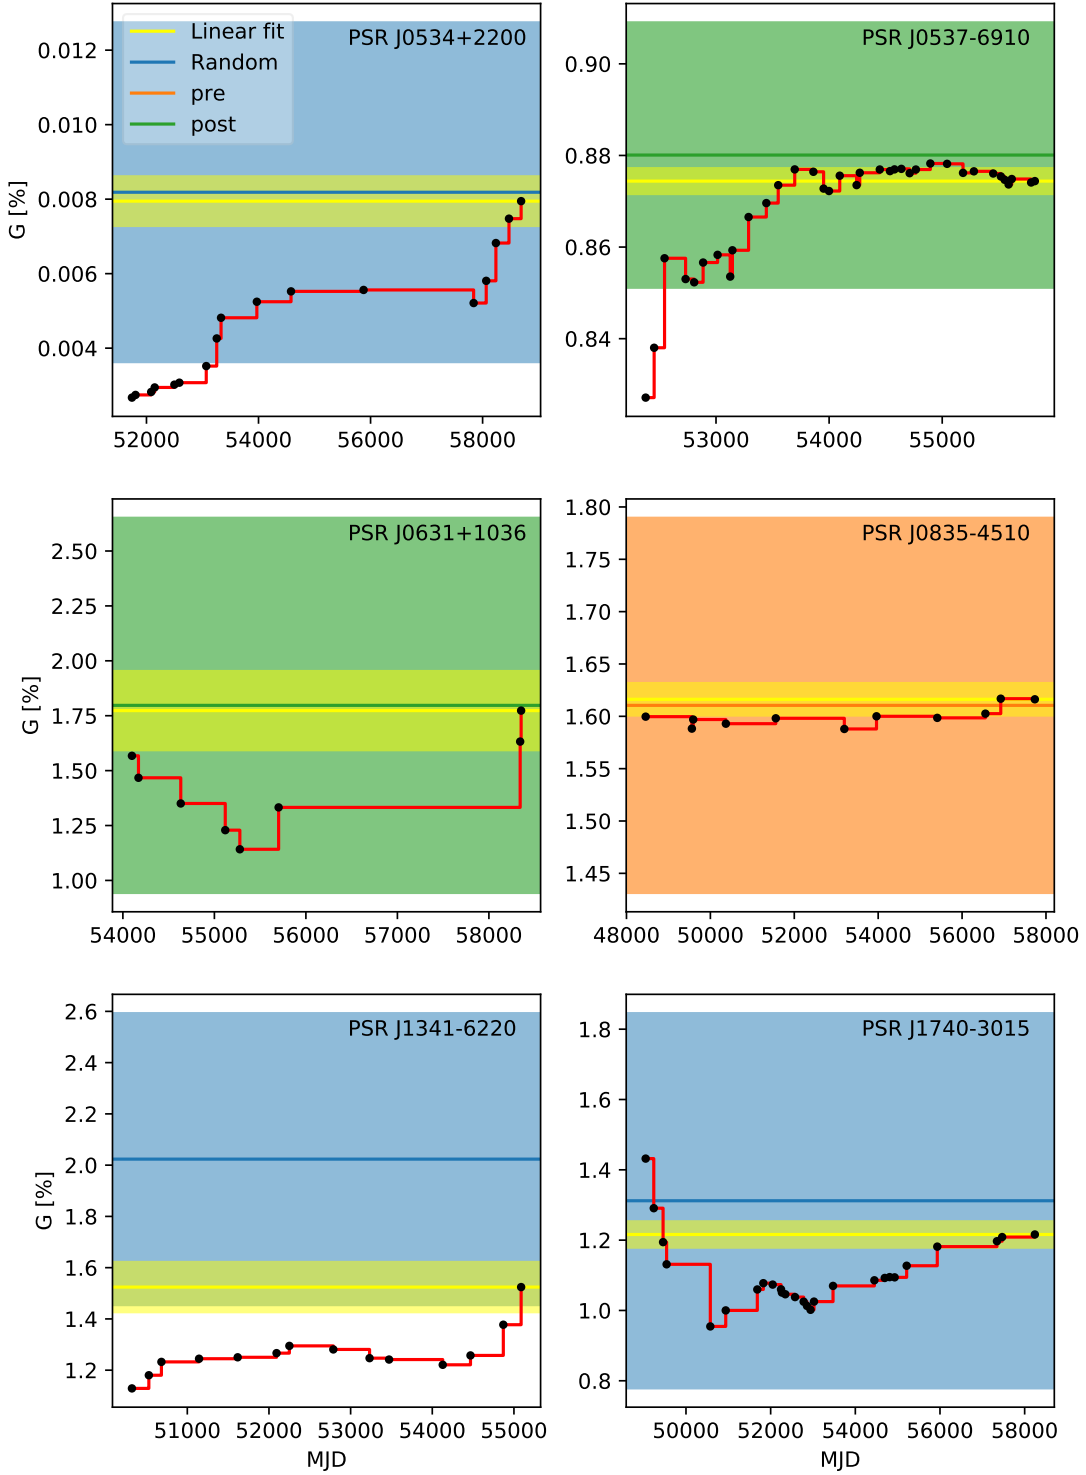 PSR J0534+2200
Linear fit
Random
pre
post
G [%]
0.012
0.010
0.008
0.006
0.004
52000 54000 56000 58000
PSR J0537-6910
0.90
0.88
0.86
0.84
53000 54000 55000
PSR J0631+1036
G [%]
2.50
2.25
2.00
1.75
1.50
1.25
1.00
54000 55000 56000 57000 58000
PSR J0835-4510
1.80
1.75
1.70
1.65
1.60
1.55
1.50
1.45
48000 50000 52000 54000 56000 58000
PSR J1341-6220
G [%]
2.6
2.4
2.2
2.0
1.8
1.6
1.4
1.2
51000 52000 53000 54000 55000
MJD
PSR J1740-3015
1.8
1.6
1.4
1.2
1.0
0.8
50000 52000 54000 56000 58000
MJD